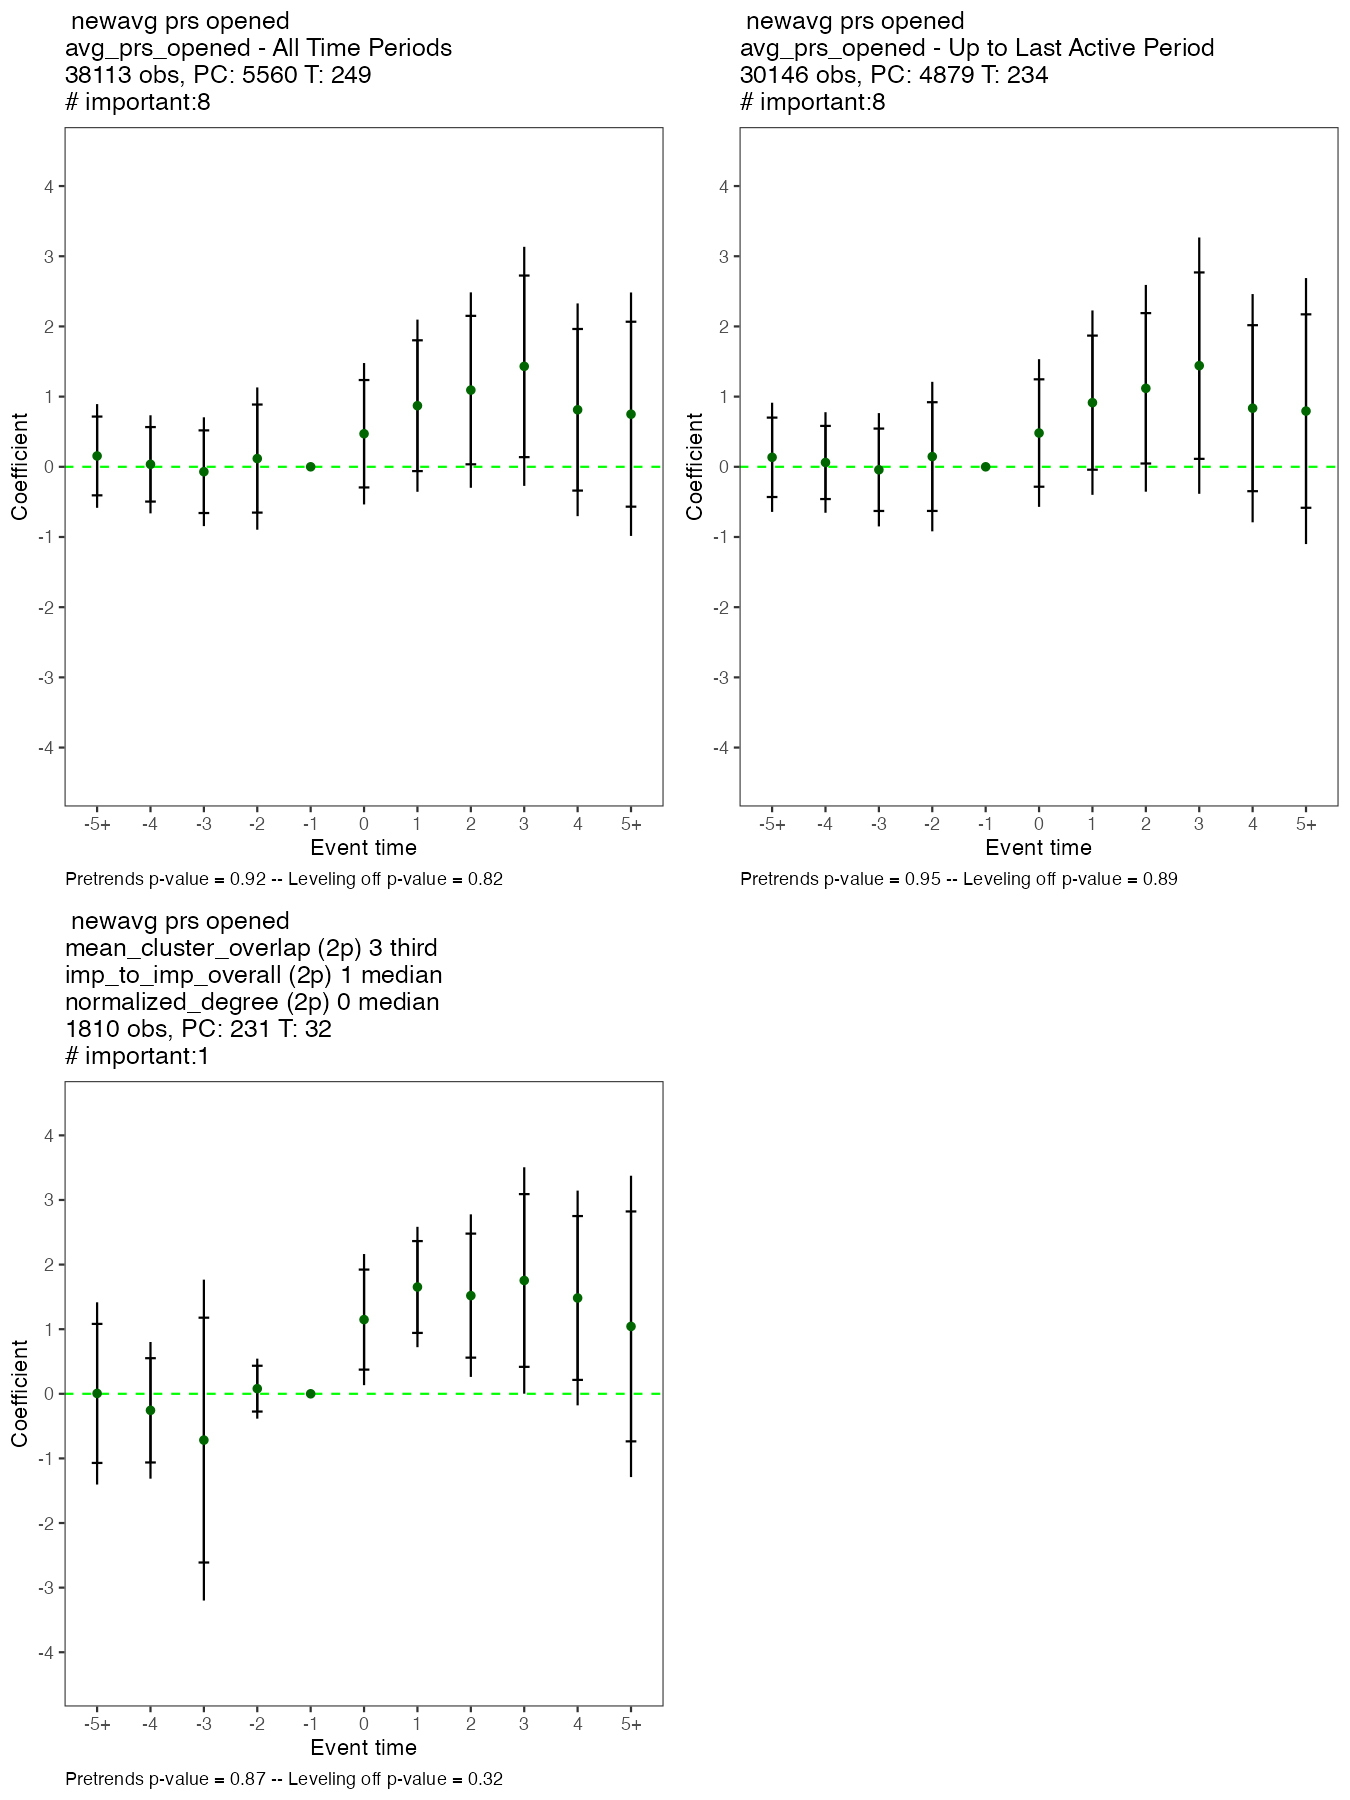 newavg prs opened
avg_prs_opened - All Time Periods
38113 obs, PC: 5560 T: 249
# important:8
4
3
2
1
0
-1
-2
-3
-4
Coefficient
-5+ -4 -3 -2 -1 0 1 2 3 4 5+
Event time
Pretrends p-value = 0.92 -- Leveling off p-value = 0.82
newavg prs opened
avg_prs_opened - Up to Last Active Period
30146 obs, PC: 4879 T: 234
# important:8
4
3
2
1
0
-1
-2
-3
-4
Coefficient
-5+ -4 -3 -2 -1 0 1 2 3 4 5+
Event time
Pretrends p-value = 0.95 -- Leveling off p-value = 0.89
newavg prs opened
mean_cluster_overlap (2p) 3 third
imp_to_imp_overall (2p) 1 median
normalized_degree (2p) 0 median
1810 obs, PC: 231 T: 32
# important:1
4
3
2
1
0
-1
-2
-3
-4
Coefficient
-5+ -4 -3 -2 -1 0 1 2 3 4 5+
Event time
Pretrends p-value = 0.87 -- Leveling off p-value = 0.32